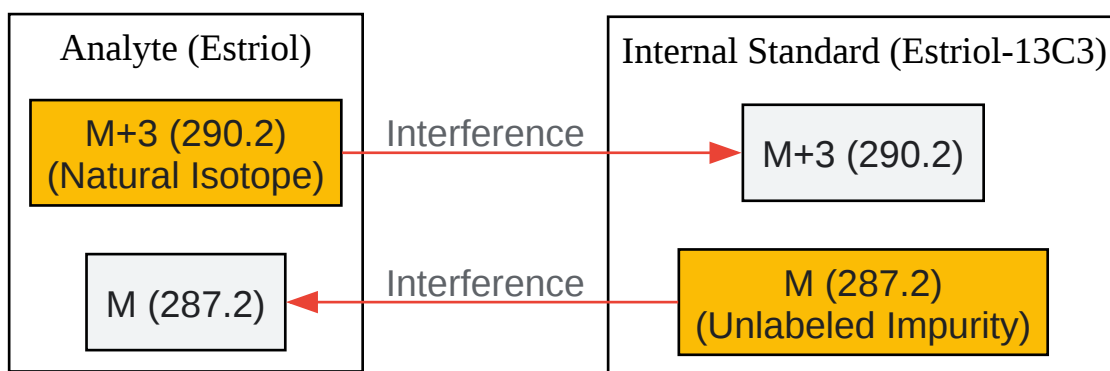 Analyte (Estriol)
M+3 (290.2)
(Natural Isotope)
M (287.2)
Interference
Interference
Internal Standard (Estriol-13C3)
M+3 (290.2)
M (287.2)
(Unlabeled Impurity)